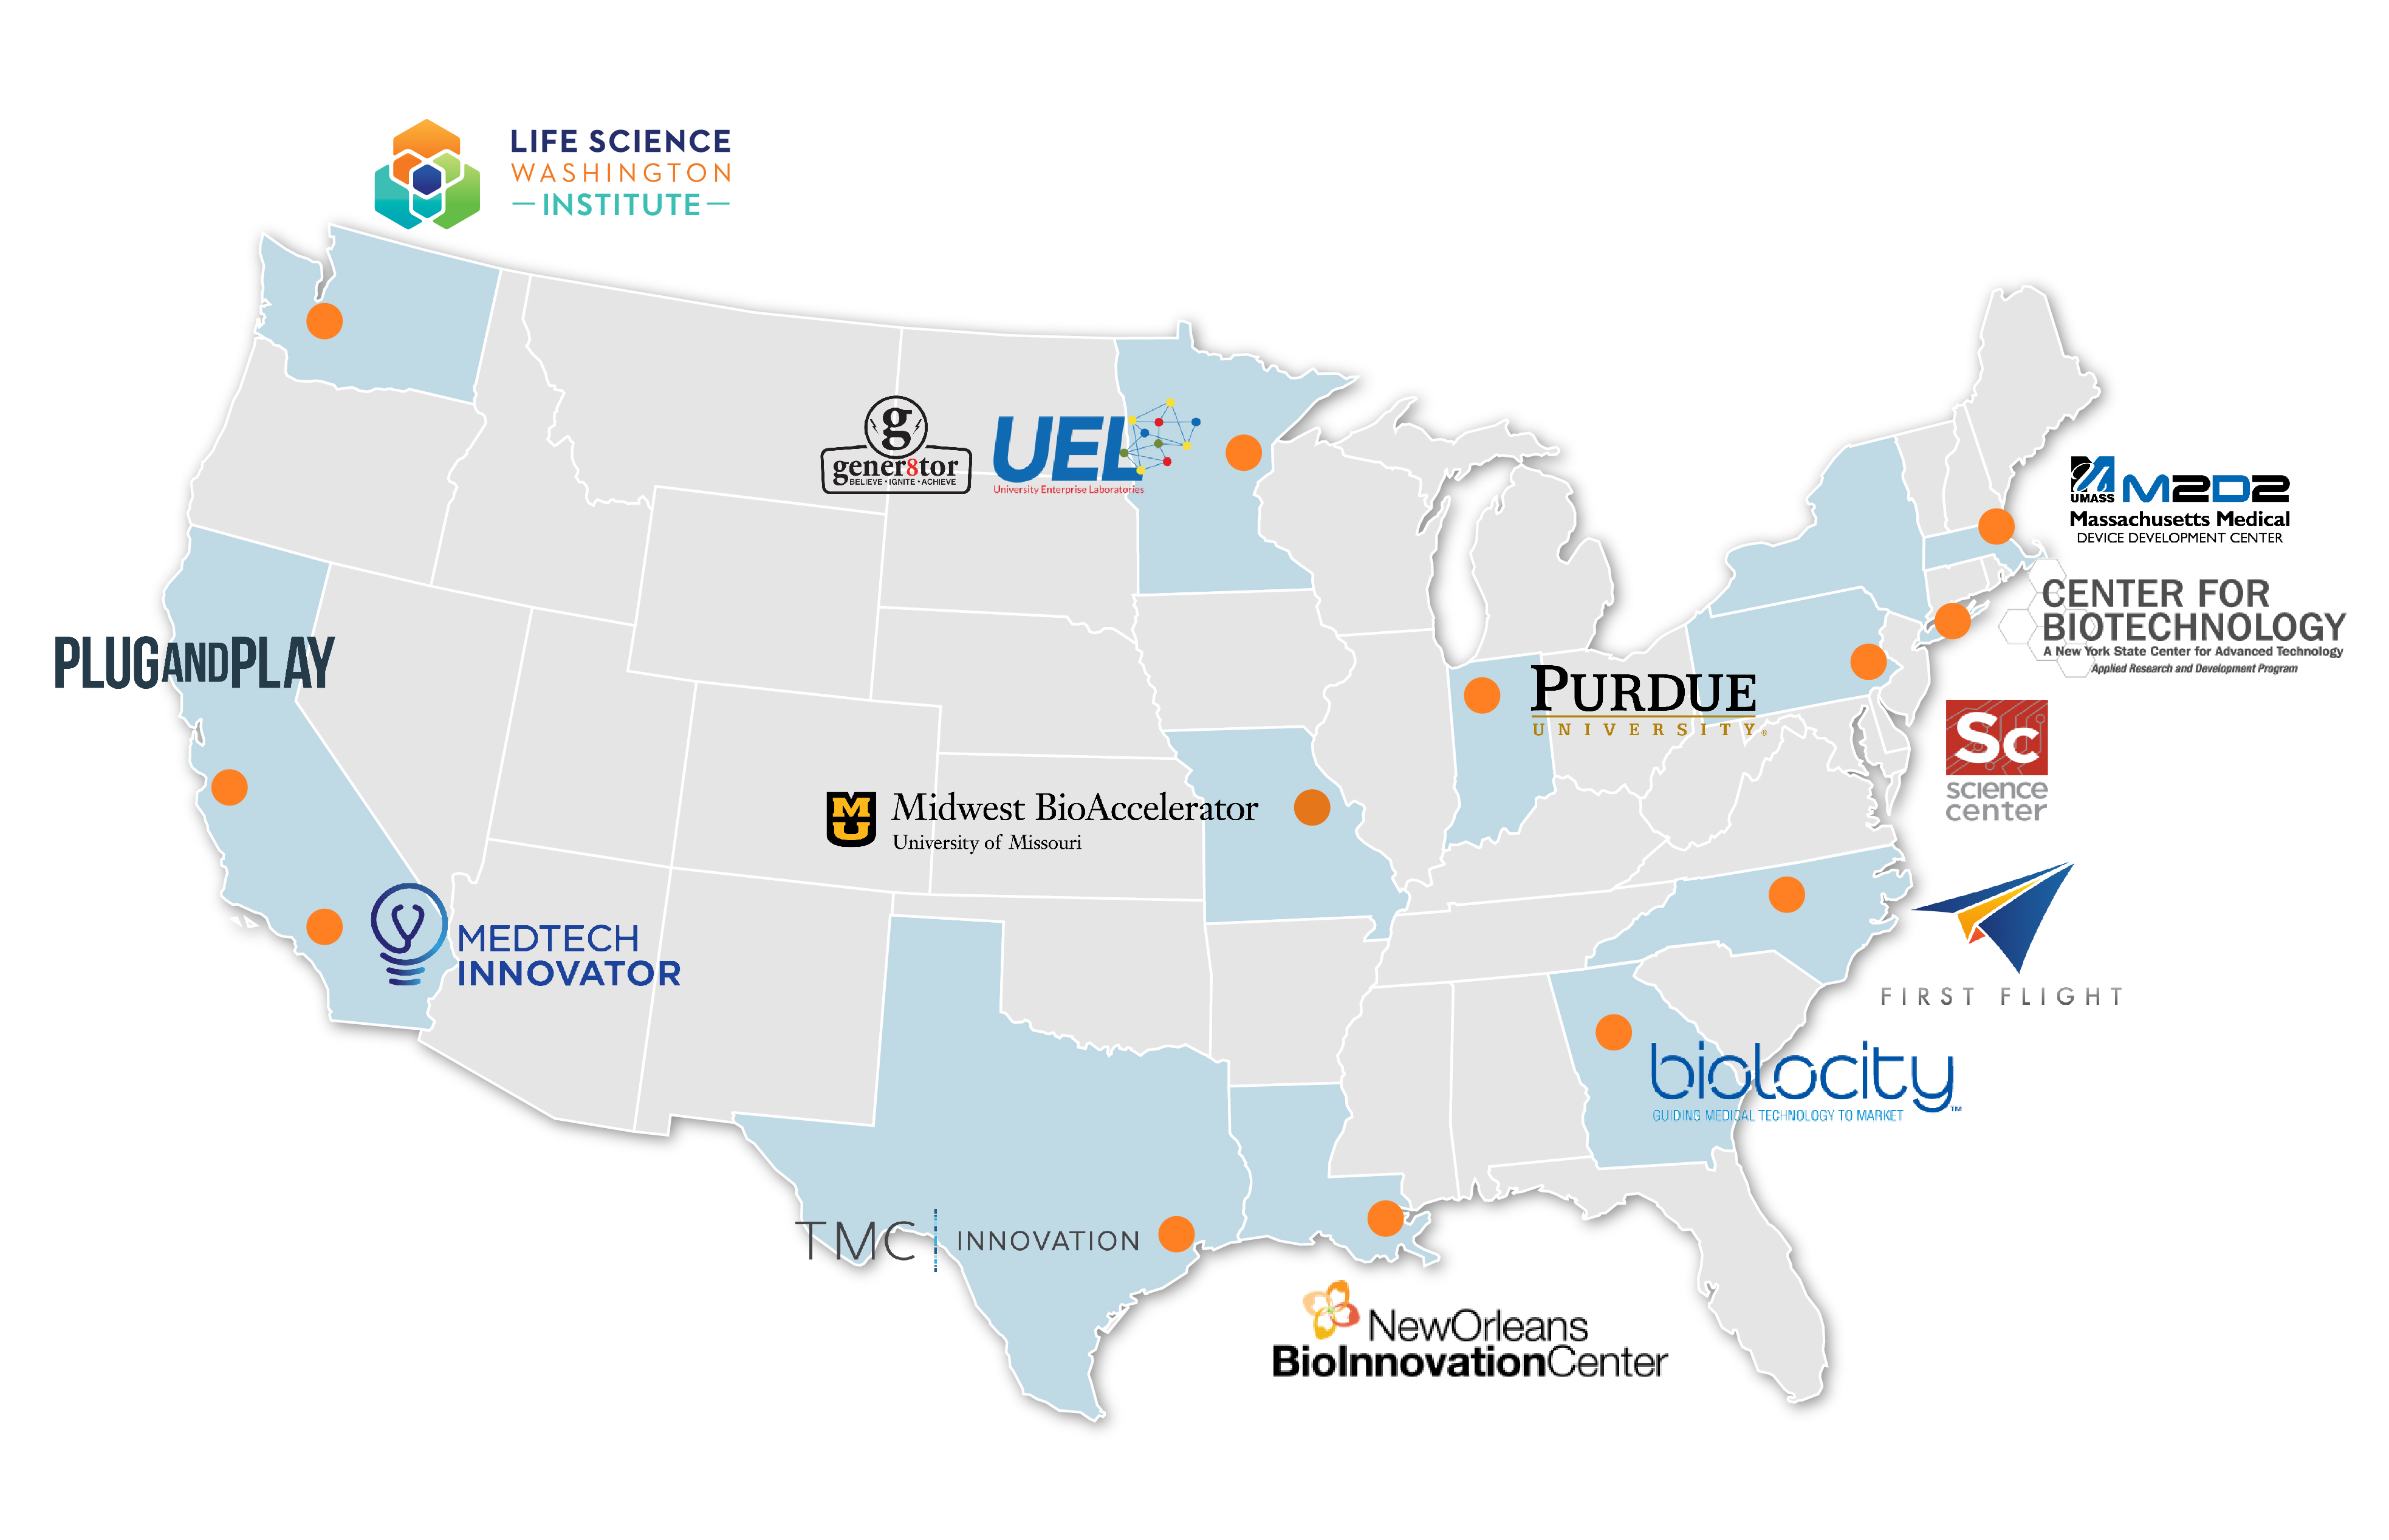 LIFE SCIENCE
WASHINGTON
INSTITUTE
g
gener8tor
BELIEVE • IGNITE • ACHIEVE
UEL
University Enterprise Laboratories
UMASS M2D2
Massachusetts Medical
DEVICE DEVELOPMENT CENTER
CENTER FOR
BIOTECHNOLOGY
A New York State Center for Advanced Technology
Applied Research and Development Program
PLUGANDPLAY
PURDUE
UNIVERSITY®
Sc
science
center
MU
Midwest BioAccelerator
University of Missouri
MEDTECH
INNOVATOR
FIRST FLIGHT
biolocity™
GUIDING MEDICAL TECHNOLOGY TO MARKET
TMC INNOVATION
NewOrleans
BioInnovationCenter